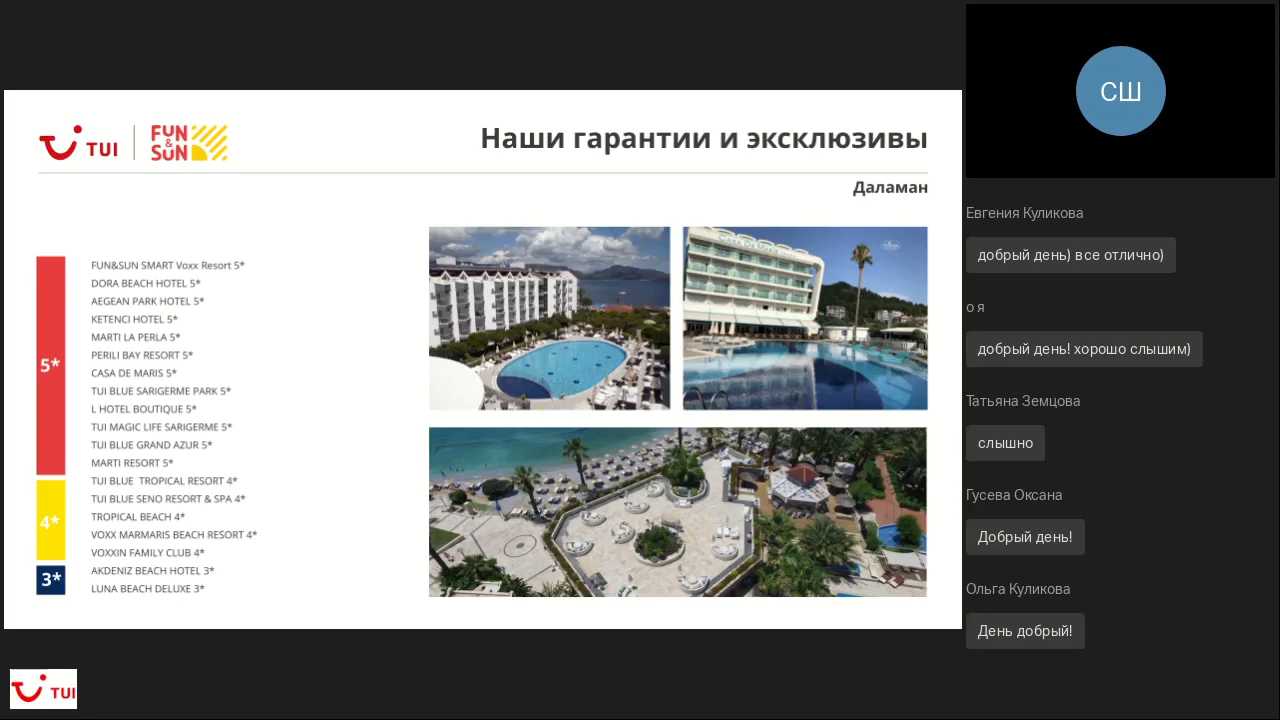 TUI
FUN
&
SUN
Наши гарантии и эксклюзивы
Даламан
5*
FUN&SUN SMART Voxx Resort 5*
DORA BEACH HOTEL 5*
AEGEAN PARK HOTEL 5*
KETENCI HOTEL 5*
MARTI LA PERLA 5*
PERILI BAY RESORT 5*
CASA DE MARIS 5*
TUI BLUE SARIGERME PARK 5*
L HOTEL BOUTIQUE 5*
TUI MAGIC LIFE SARIGERME 5*
TUI BLUE GRAND AZUR 5*
MARTI RESORT 5*
4*
TUI BLUE TROPICAL RESORT 4*
TUI BLUE SENO RESORT & SPA 4*
TROPICAL BEACH 4*
VOXX MARMARIS BEACH RESORT 4*
VOXXIN FAMILY CLUB 4*
3*
AKDENIZ BEACH HOTEL 3*
LUNA BEACH DELUXE 3*
TUI
СШ
Евгения Куликова
добрый день) все отлично)
о я
добрый день! хорошо слышим)
Татьяна Земцова
слышно
Гусева Оксана
Добрый день!
Ольга Куликова
День добрый!